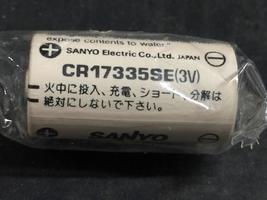 expose contents to water."
SANYO Electric Co.,Ltd. JAPAN
CR17335SE(3V)
火中に投入、充電、ショート、分解は
絶対にしないで下さい。
SANYO